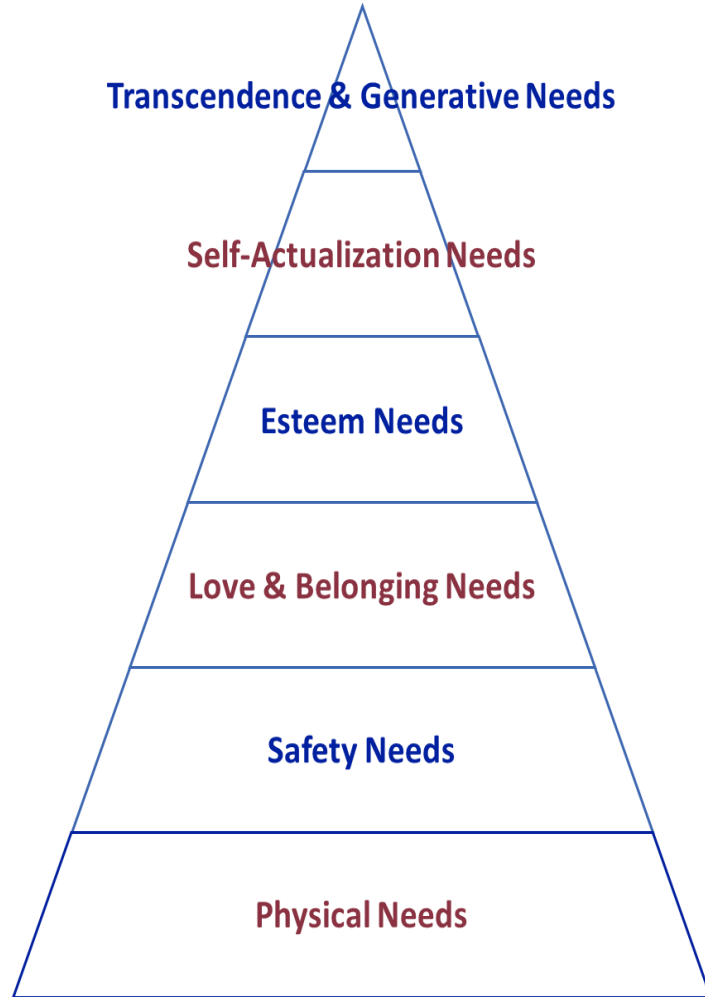 Transcendence & Generative Needs
Self-Actualization Needs
Esteem Needs
Love & Belonging Needs
Safety Needs
Physical Needs